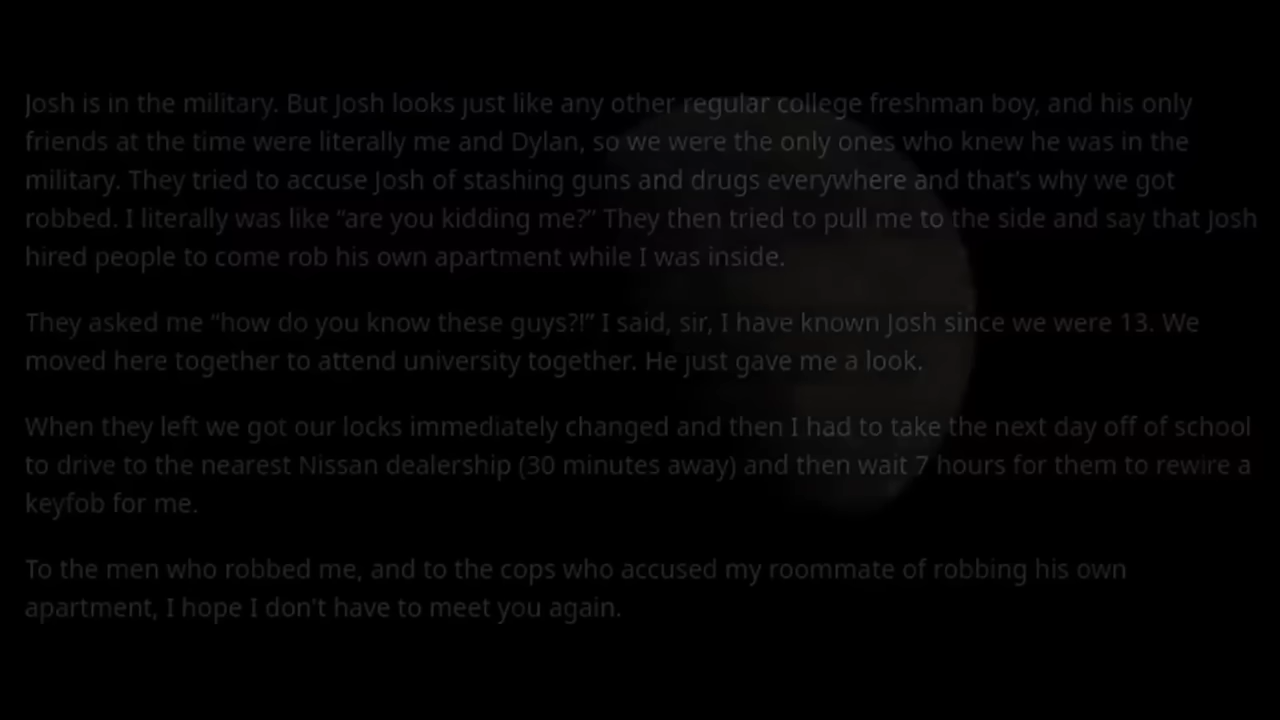 Josh is in the military. But Josh looks just like any other regular college freshman boy, and his only
friends at the time were literally me and Dylan, so we were the only ones who knew he was in the
military. They tried to accuse Josh of stashing guns and drugs everywhere and that’s why we got
robbed. I literally was like “are you kidding me?” They then tried to pull me to the side and say that Josh
hired people to come rob his own apartment while I was inside.
They asked me “how do you know these guys?!” I said, sir, I have known Josh since we were 13. We
moved here together to attend university together. He just gave me a look.
When they left we got our locks immediately changed and then I had to take the next day off of school
to drive to the nearest Nissan dealership (30 minutes away) and then wait 7 hours for them to rewire a
keyfob for me.
To the men who robbed me, and to the cops who accused my roommate of robbing his own
apartment, I hope I don't have to meet you again.